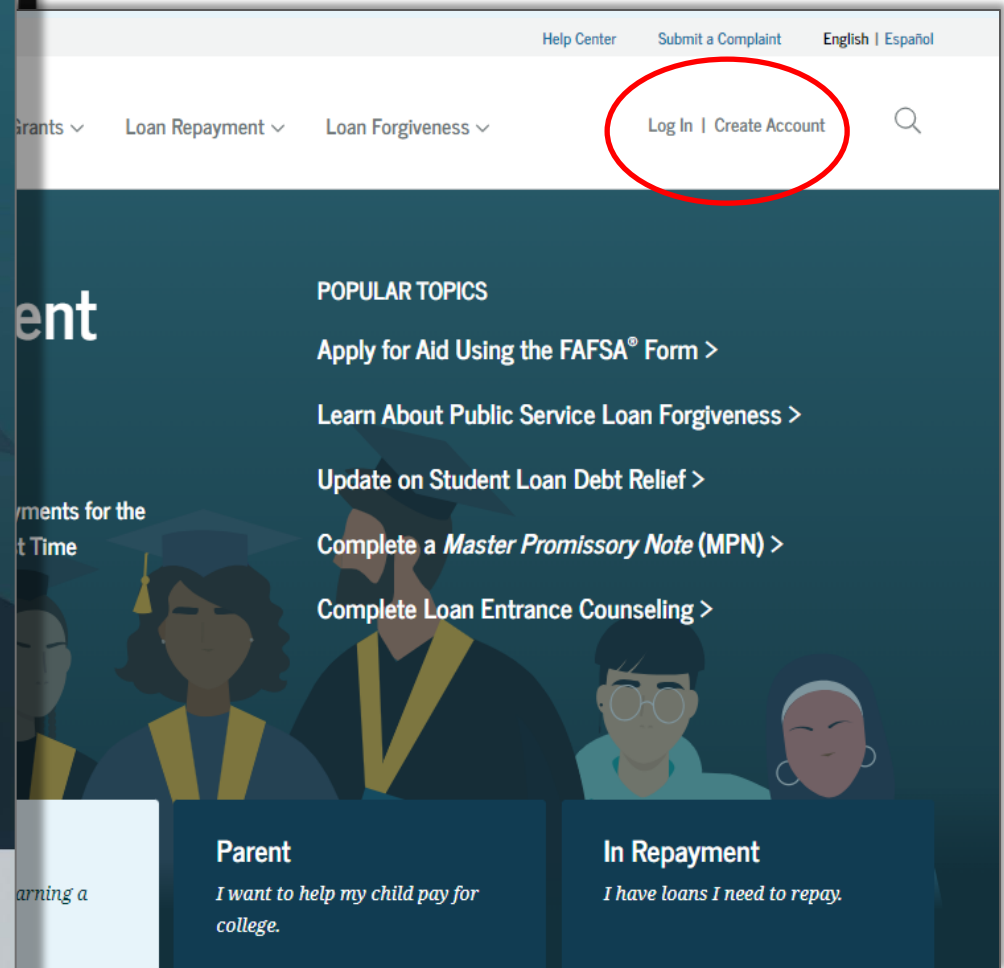 Help Center Submit a Complaint English | Español
Grants Loan Repayment Loan Forgiveness Log In | Create Account
ent
POPULAR TOPICS
Apply for Aid Using the FAFSA® Form >
Learn About Public Service Loan Forgiveness >
Update on Student Loan Debt Relief >
yments for the
t Time
Complete a Master Promissory Note (MPN) >
Complete Loan Entrance Counseling >
Parent
In Repayment
arning a
I want to help my child pay for
college.
I have loans I need to repay.